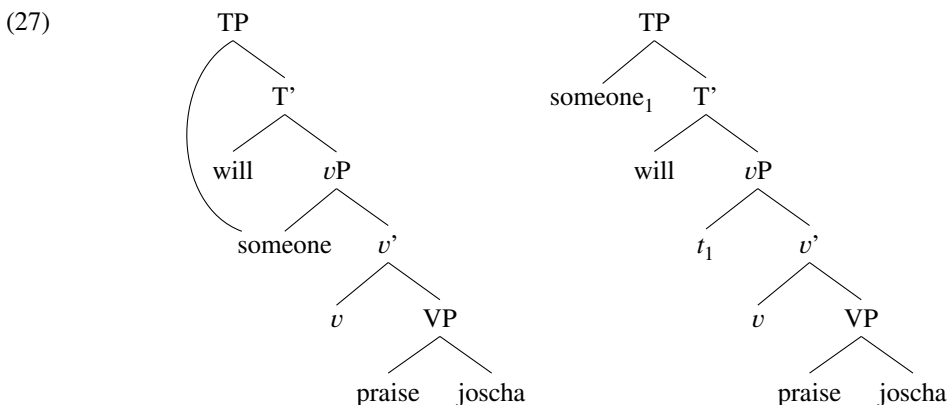 (27) TP TP
T’ someone₁ T’
will vP will vP
someone v’ t₁ v’
v VP v VP
praise joscha praise joscha